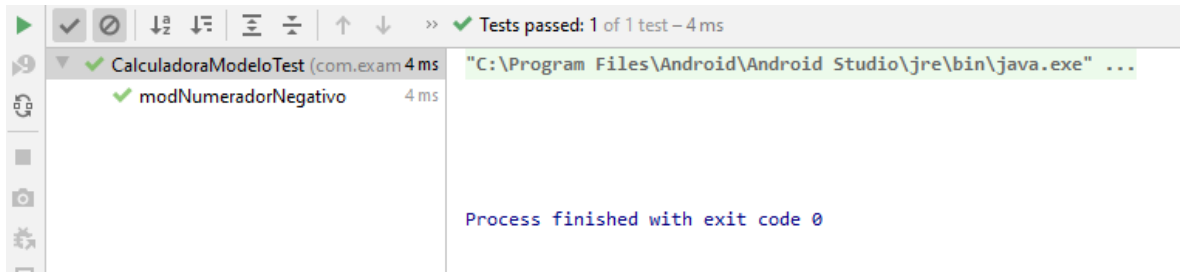 » Tests passed: 1 of 1 test – 4 ms
CalculadoraModeloTest (com.exam 4 ms
modNumeradorNegativo 4 ms
"C:\Program Files\Android\Android Studio\jre\bin\java.exe" ...
Process finished with exit code 0